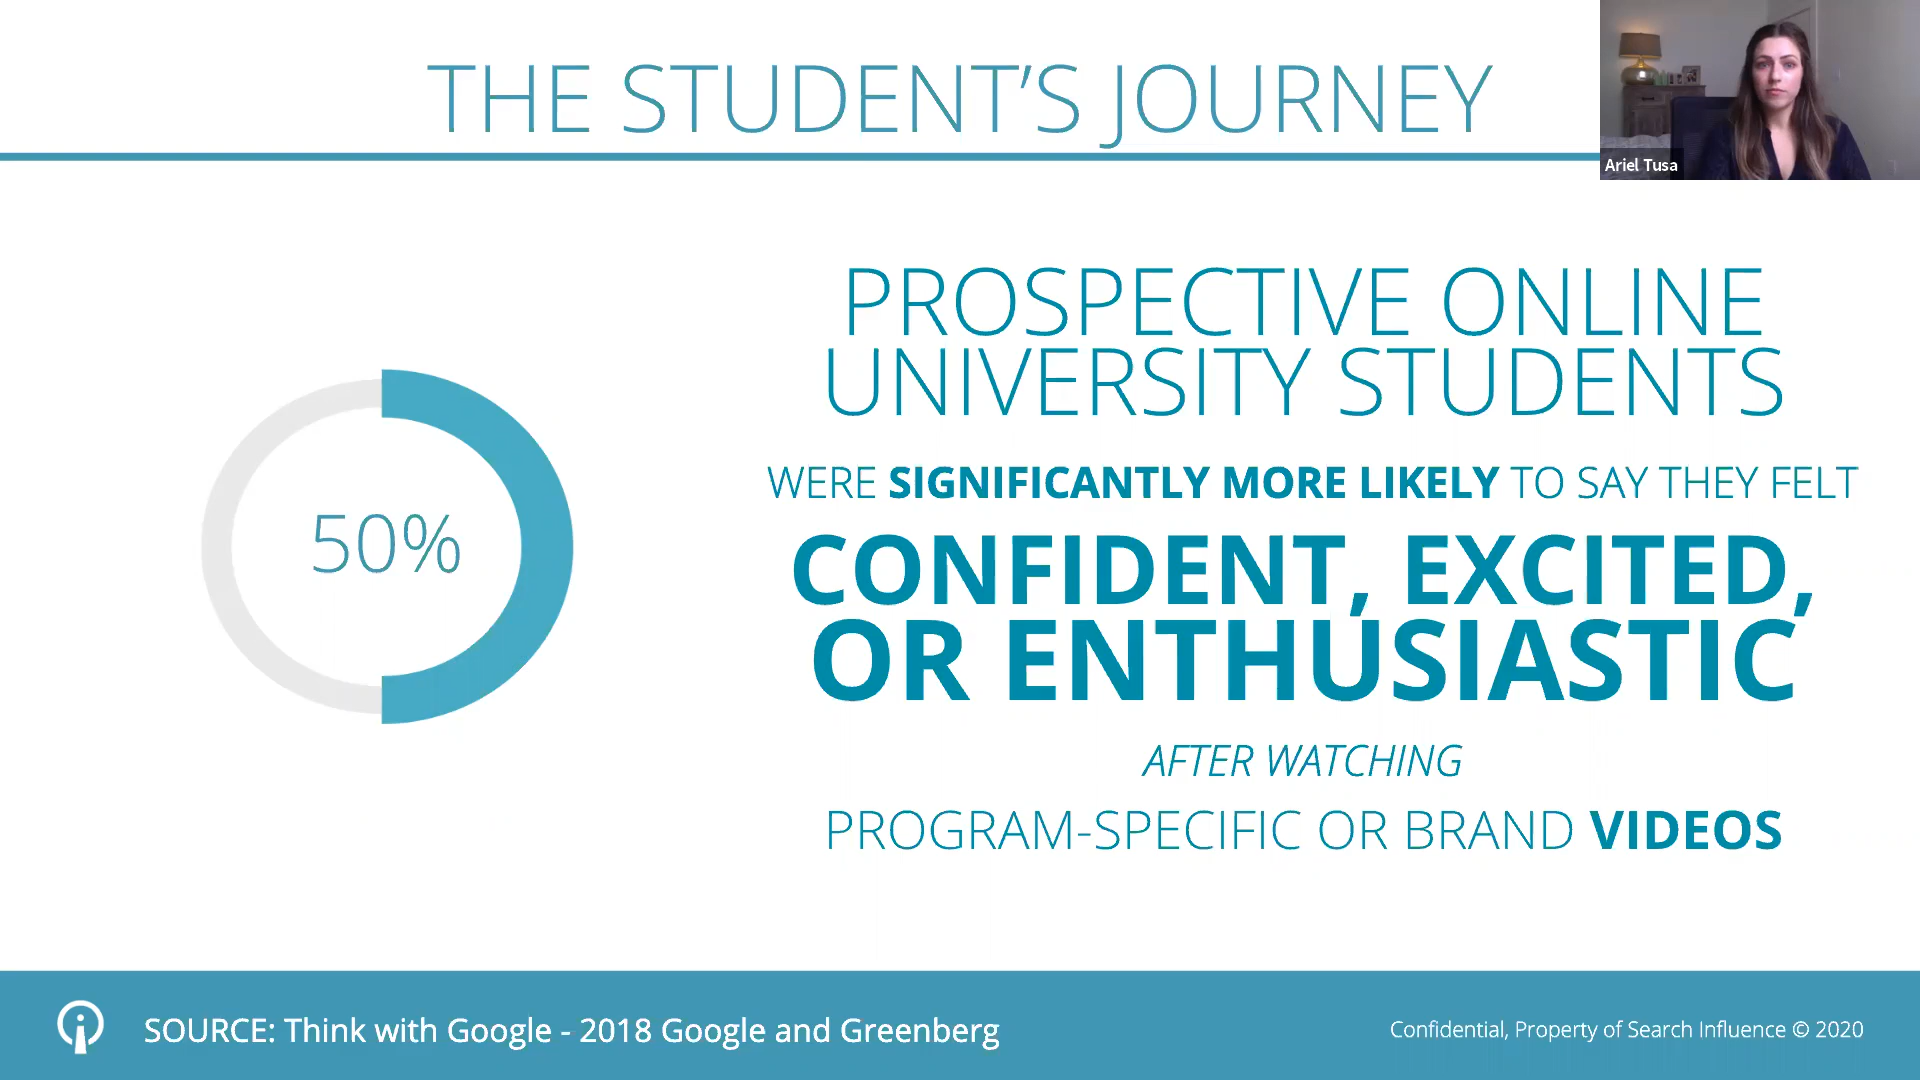 THE STUDENT’S JOURNEY
Ariel Tusa
50%
PROSPECTIVE ONLINE
UNIVERSITY STUDENTS
WERE SIGNIFICANTLY MORE LIKELY TO SAY THEY FELT
CONFIDENT, EXCITED,
OR ENTHUSIASTIC
AFTER WATCHING
PROGRAM-SPECIFIC OR BRAND VIDEOS
SOURCE: Think with Google - 2018 Google and Greenberg
Confidential, Property of Search Influence © 2020